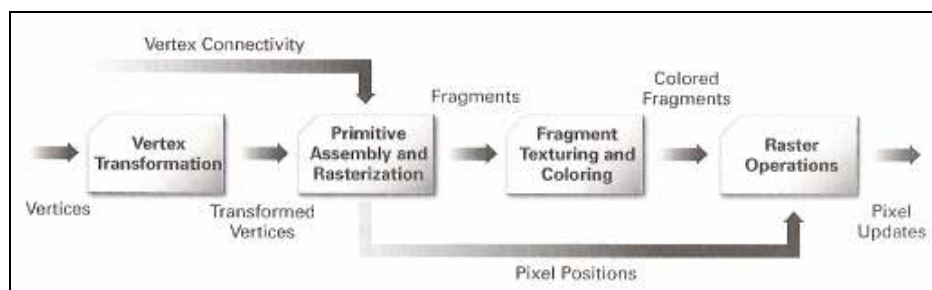 Vertex Connectivity
Vertex
Transformation
Primitive
Assembly and
Rasterization
Fragments
Fragment
Texturing and
Coloring
Colored
Fragments
Raster
Operations
Vertices
Transformed
Vertices
Pixel Positions
Pixel
Updates